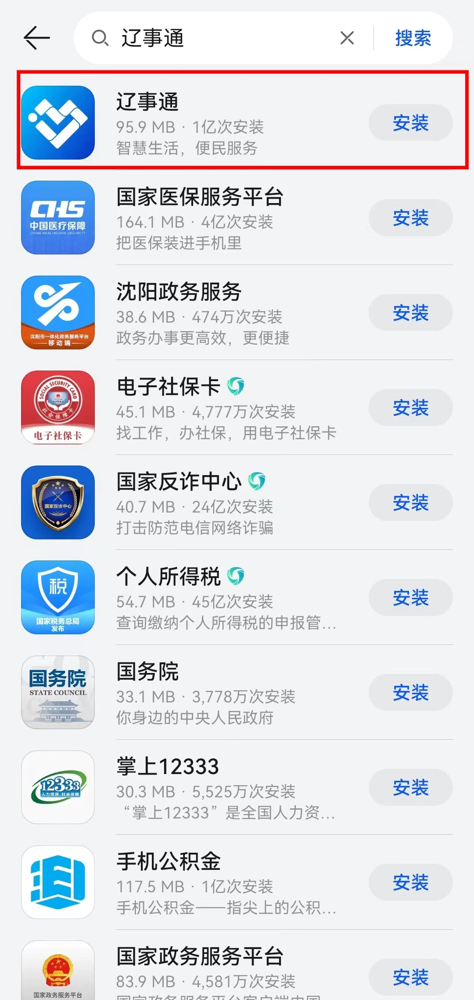 辽事通
搜索
辽事通
95.9 MB · 1亿次安装
智慧生活，便民服务
安装
CHS
中国医疗保障
CHINA HEALTHCARE SECURITY
国家医保服务平台
164.1 MB · 4亿次安装
把医保装进手机里
安装
沈阳市一体化政务服务平台
移动端
沈阳政务服务
38.6 MB · 474万次安装
政务办事更高效，更便捷
安装
SOCIAL SECURITY CARD
社会保障卡
电子社保卡
电子社保卡
45.1 MB · 4,777万次安装
找工作，办社保，用电子社保卡
安装
国家反诈中心
国家反诈中心
40.7 MB · 24亿次安装
打击防范电信网络诈骗
安装
税
国家税务总局
发布
个人所得税
54.7 MB · 45亿次安装
查询缴纳个人所得税的申报管...
安装
国务院
STATE COUNCIL
国务院
33.1 MB · 3,778万次安装
你身边的中央人民政府
安装
12333
人力资源 社会保障
掌上12333
30.3 MB · 5,525万次安装
“掌上12333”是全国人力资...
安装
手机公积金
117.5 MB · 1亿次安装
手机公积金——指尖上的公积...
安装
国家政务服务平台
国家政务服务平台
83.9 MB · 4,581万次安装
安装